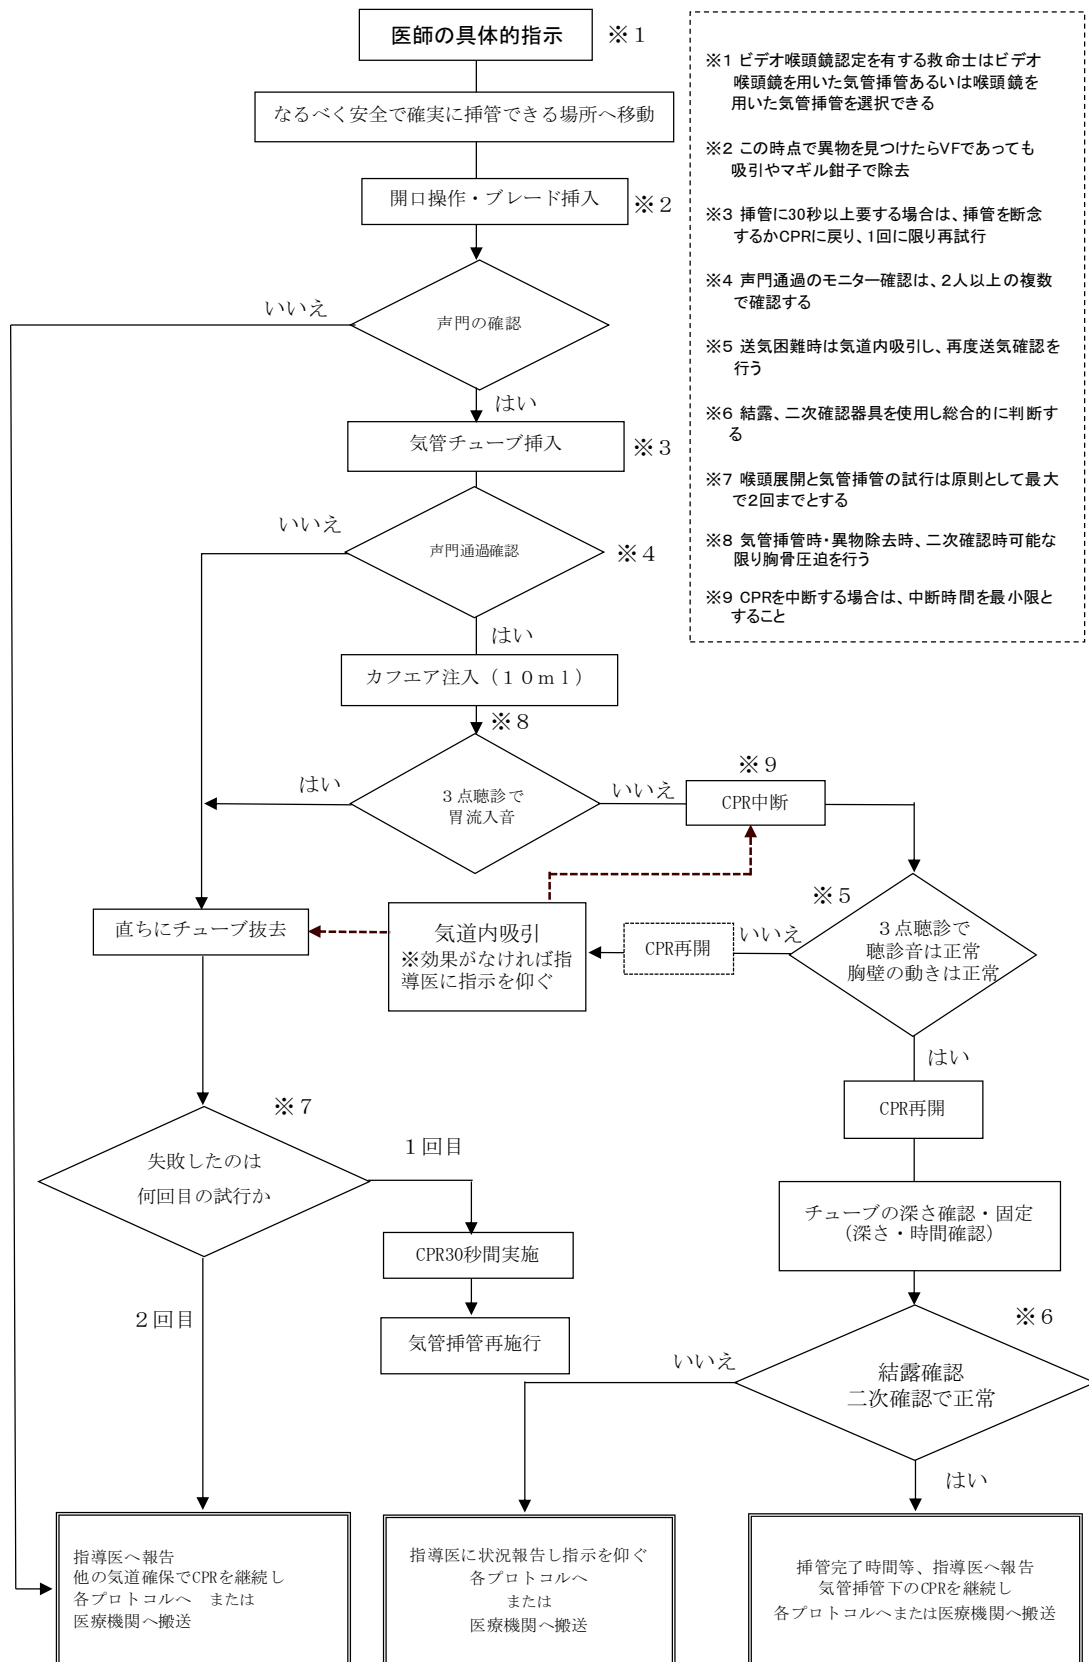 医師の具体的指示
※１
なるべく安全で確実に挿管できる場所へ移動
開口操作・ブレード挿入
※２
いいえ
声門の確認
はい
気管チューブ挿入
※３
いいえ
声門通過確認
※４
はい
カフエア注入（１０ｍｌ）
※８
はい
３点聴診で
胃流入音
いいえ
※９
CPR中断
※５
３点聴診で
聴診音は正常
胸壁の動きは正常
いいえ
CPR再開
気道内吸引
※効果がなければ指
導医に指示を仰ぐ
直ちにチューブ抜去
はい
CPR再開
※７
失敗したのは
何回目の試行か
１回目
CPR30秒間実施
気管挿管再施行
２回目
チューブの深さ確認・固定
（深さ・時間確認）
※６
結露確認
二次確認で正常
いいえ
はい
指導医へ報告
他の気道確保でCPRを継続し
各プロトコルへ　または
医療機関へ搬送
指導医に状況報告し指示を仰ぐ
各プロトコルへ
または
医療機関へ搬送
挿管完了時間等、指導医へ報告
気管挿管下のCPRを継続し
各プロトコルへまたは医療機関へ搬送
※１ ビデオ喉頭鏡認定を有する救命士はビデオ
喉頭鏡を用いた気管挿管あるいは喉頭鏡を
用いた気管挿管を選択できる
※２ この時点で異物を見つけたらVFであっても
吸引やマギル鉗子で除去
※３ 挿管に30秒以上要する場合は、挿管を断念
するかCPRに戻り、1回に限り再試行
※４ 声門通過のモニター確認は、2人以上の複数
で確認する
※５ 送気困難時は気道内吸引し、再度送気確認を
行う
※６ 結露、二次確認器具を使用し総合的に判断す
る
※７ 喉頭展開と気管挿管の試行は原則として最大
で2回までとする
※８ 気管挿管時・異物除去時、二次確認時可能な
限り胸骨圧迫を行う
※９ CPRを中断する場合は、中断時間を最小限と
すること